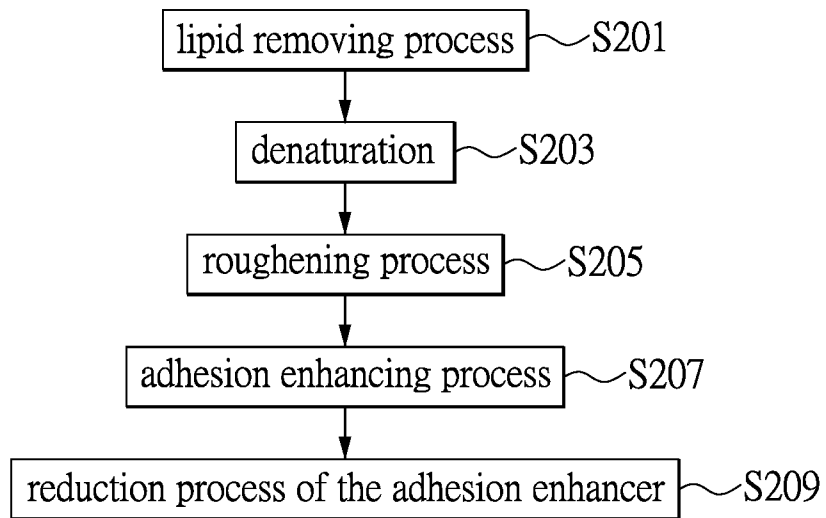 lipid removing process S201
denaturation S203
roughening process S205
adhesion enhancing process S207
reduction process of the adhesion enhancer S209